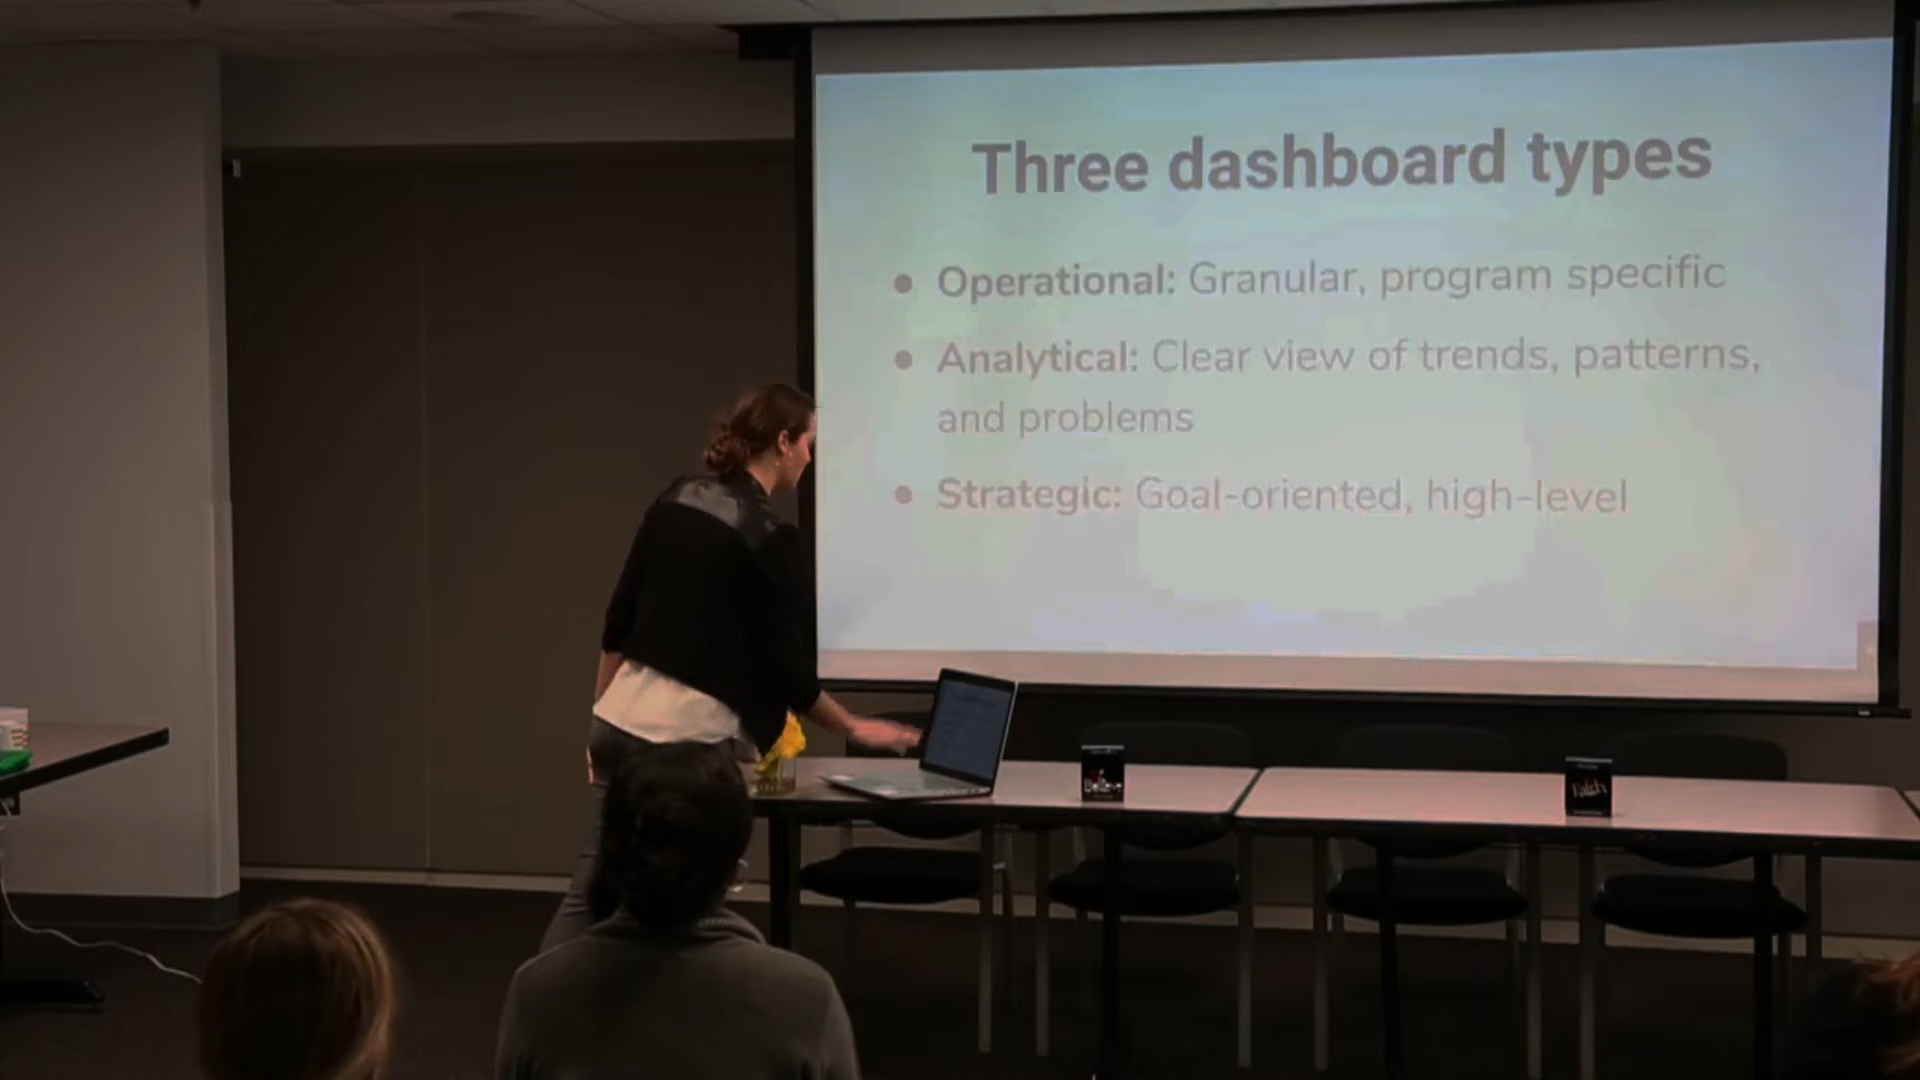 Three dashboard types
• Operational: Granular, program specific
• Analytical: Clear view of trends, patterns,
and problems
• Strategic: Goal-oriented, high-level